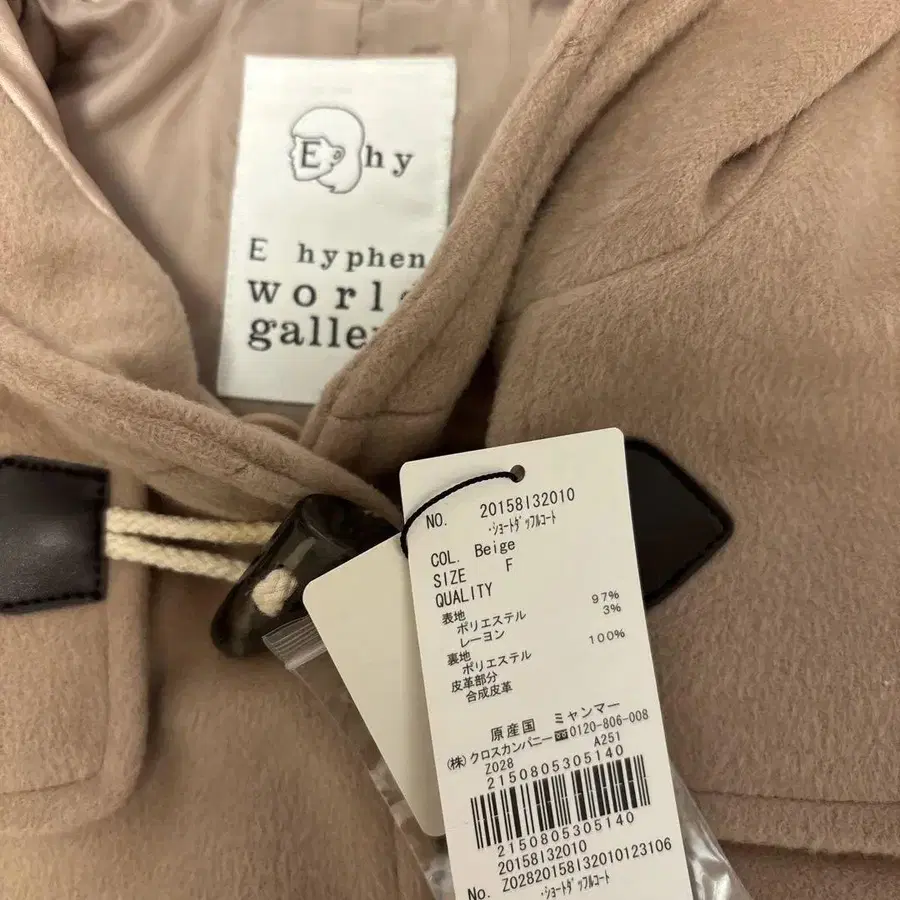 E hy
E hyphen
world
galle
NO. 20158I32010
・ショートダッフルコート
COL. Beige
SIZE F
QUALITY
表地
ポリエステル 97%
レーヨン 3%
裏地
ポリエステル 100%
皮革部分
合成皮革
原産国 ミャンマー
(株) クロスカンパニー ☎0120-806-008
Z028 A251
2150805305140
2150805305140
20158I32010
Z02820158I32010123106
No. ・ショートダッフルコート